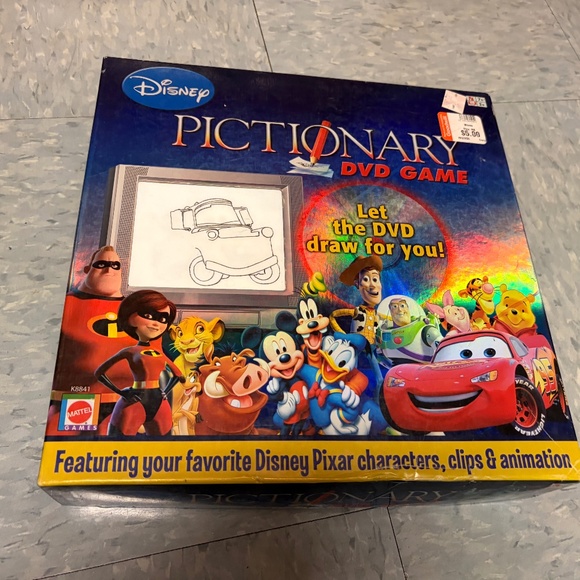 Disney
PICTIONARY
DVD GAME
$5.00
Let
the DVD
draw for you!
K8841
MATTEL
GAMES
LIGHTYEAR
Featuring your favorite Disney Pixar characters, clips & animation
PICTIONARY